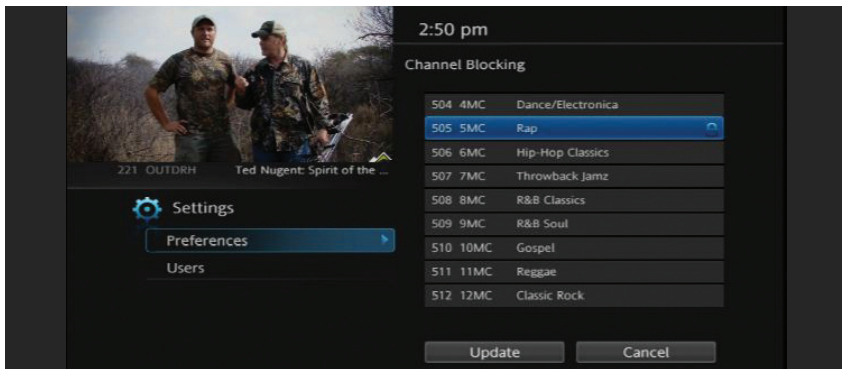 2:50 pm
Channel Blocking
504 4MC Dance/Electronica
505 5MC Rap
506 6MC Hip-Hop Classics
507 7MC Throwback Jamz
508 8MC R&B Classics
509 9MC R&B Soul
510 10MC Gospel
511 11MC Reggae
512 12MC Classic Rock
Update Cancel
221 OUTDRH Ted Nugent: Spirit of the ...
Settings
Preferences
Users